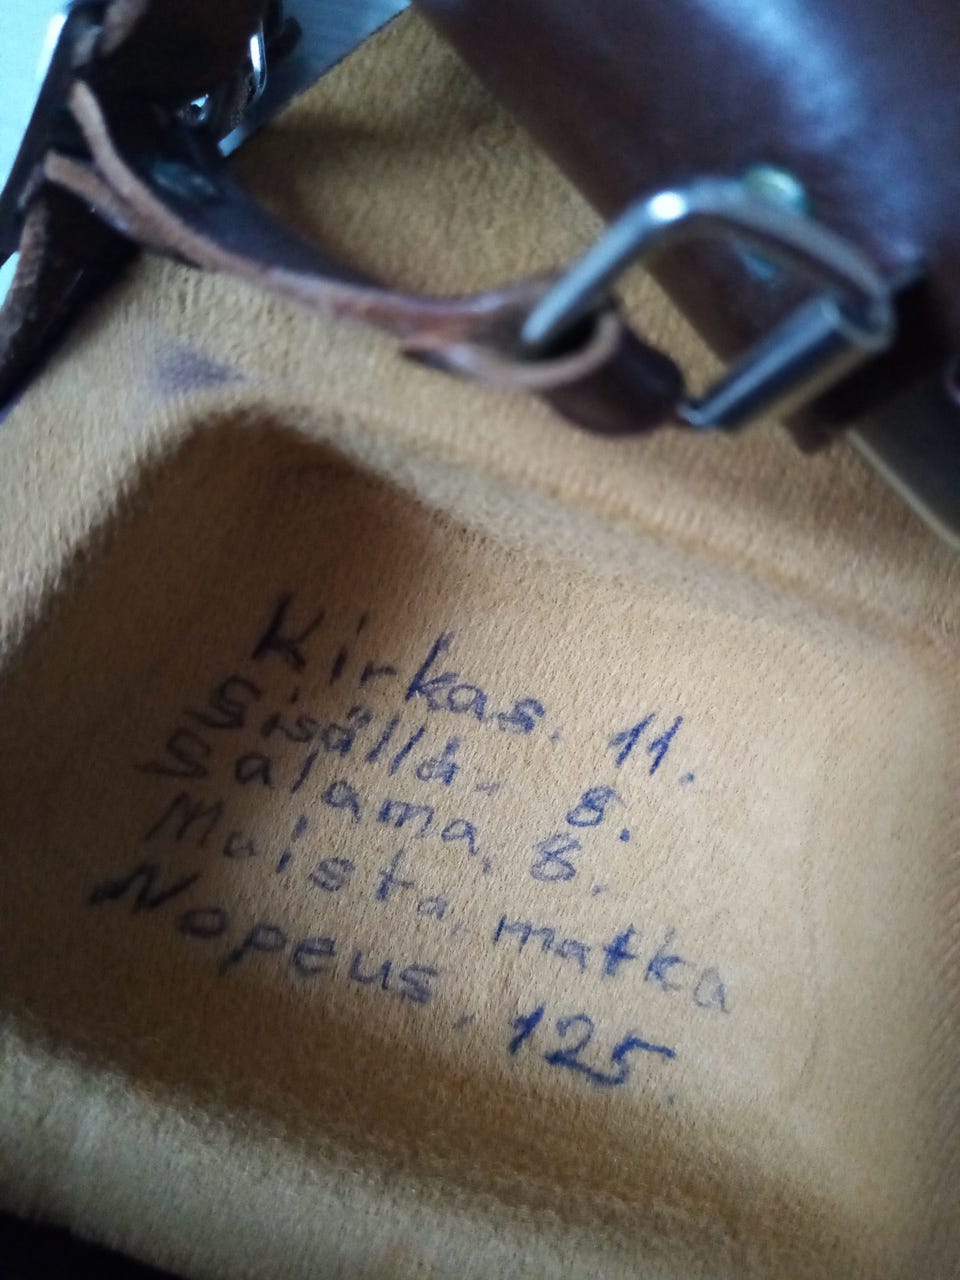 Kirkas. 11.
Sisällä. 8.
Salama. 8.
Muista, matka
Nopeus. 125.